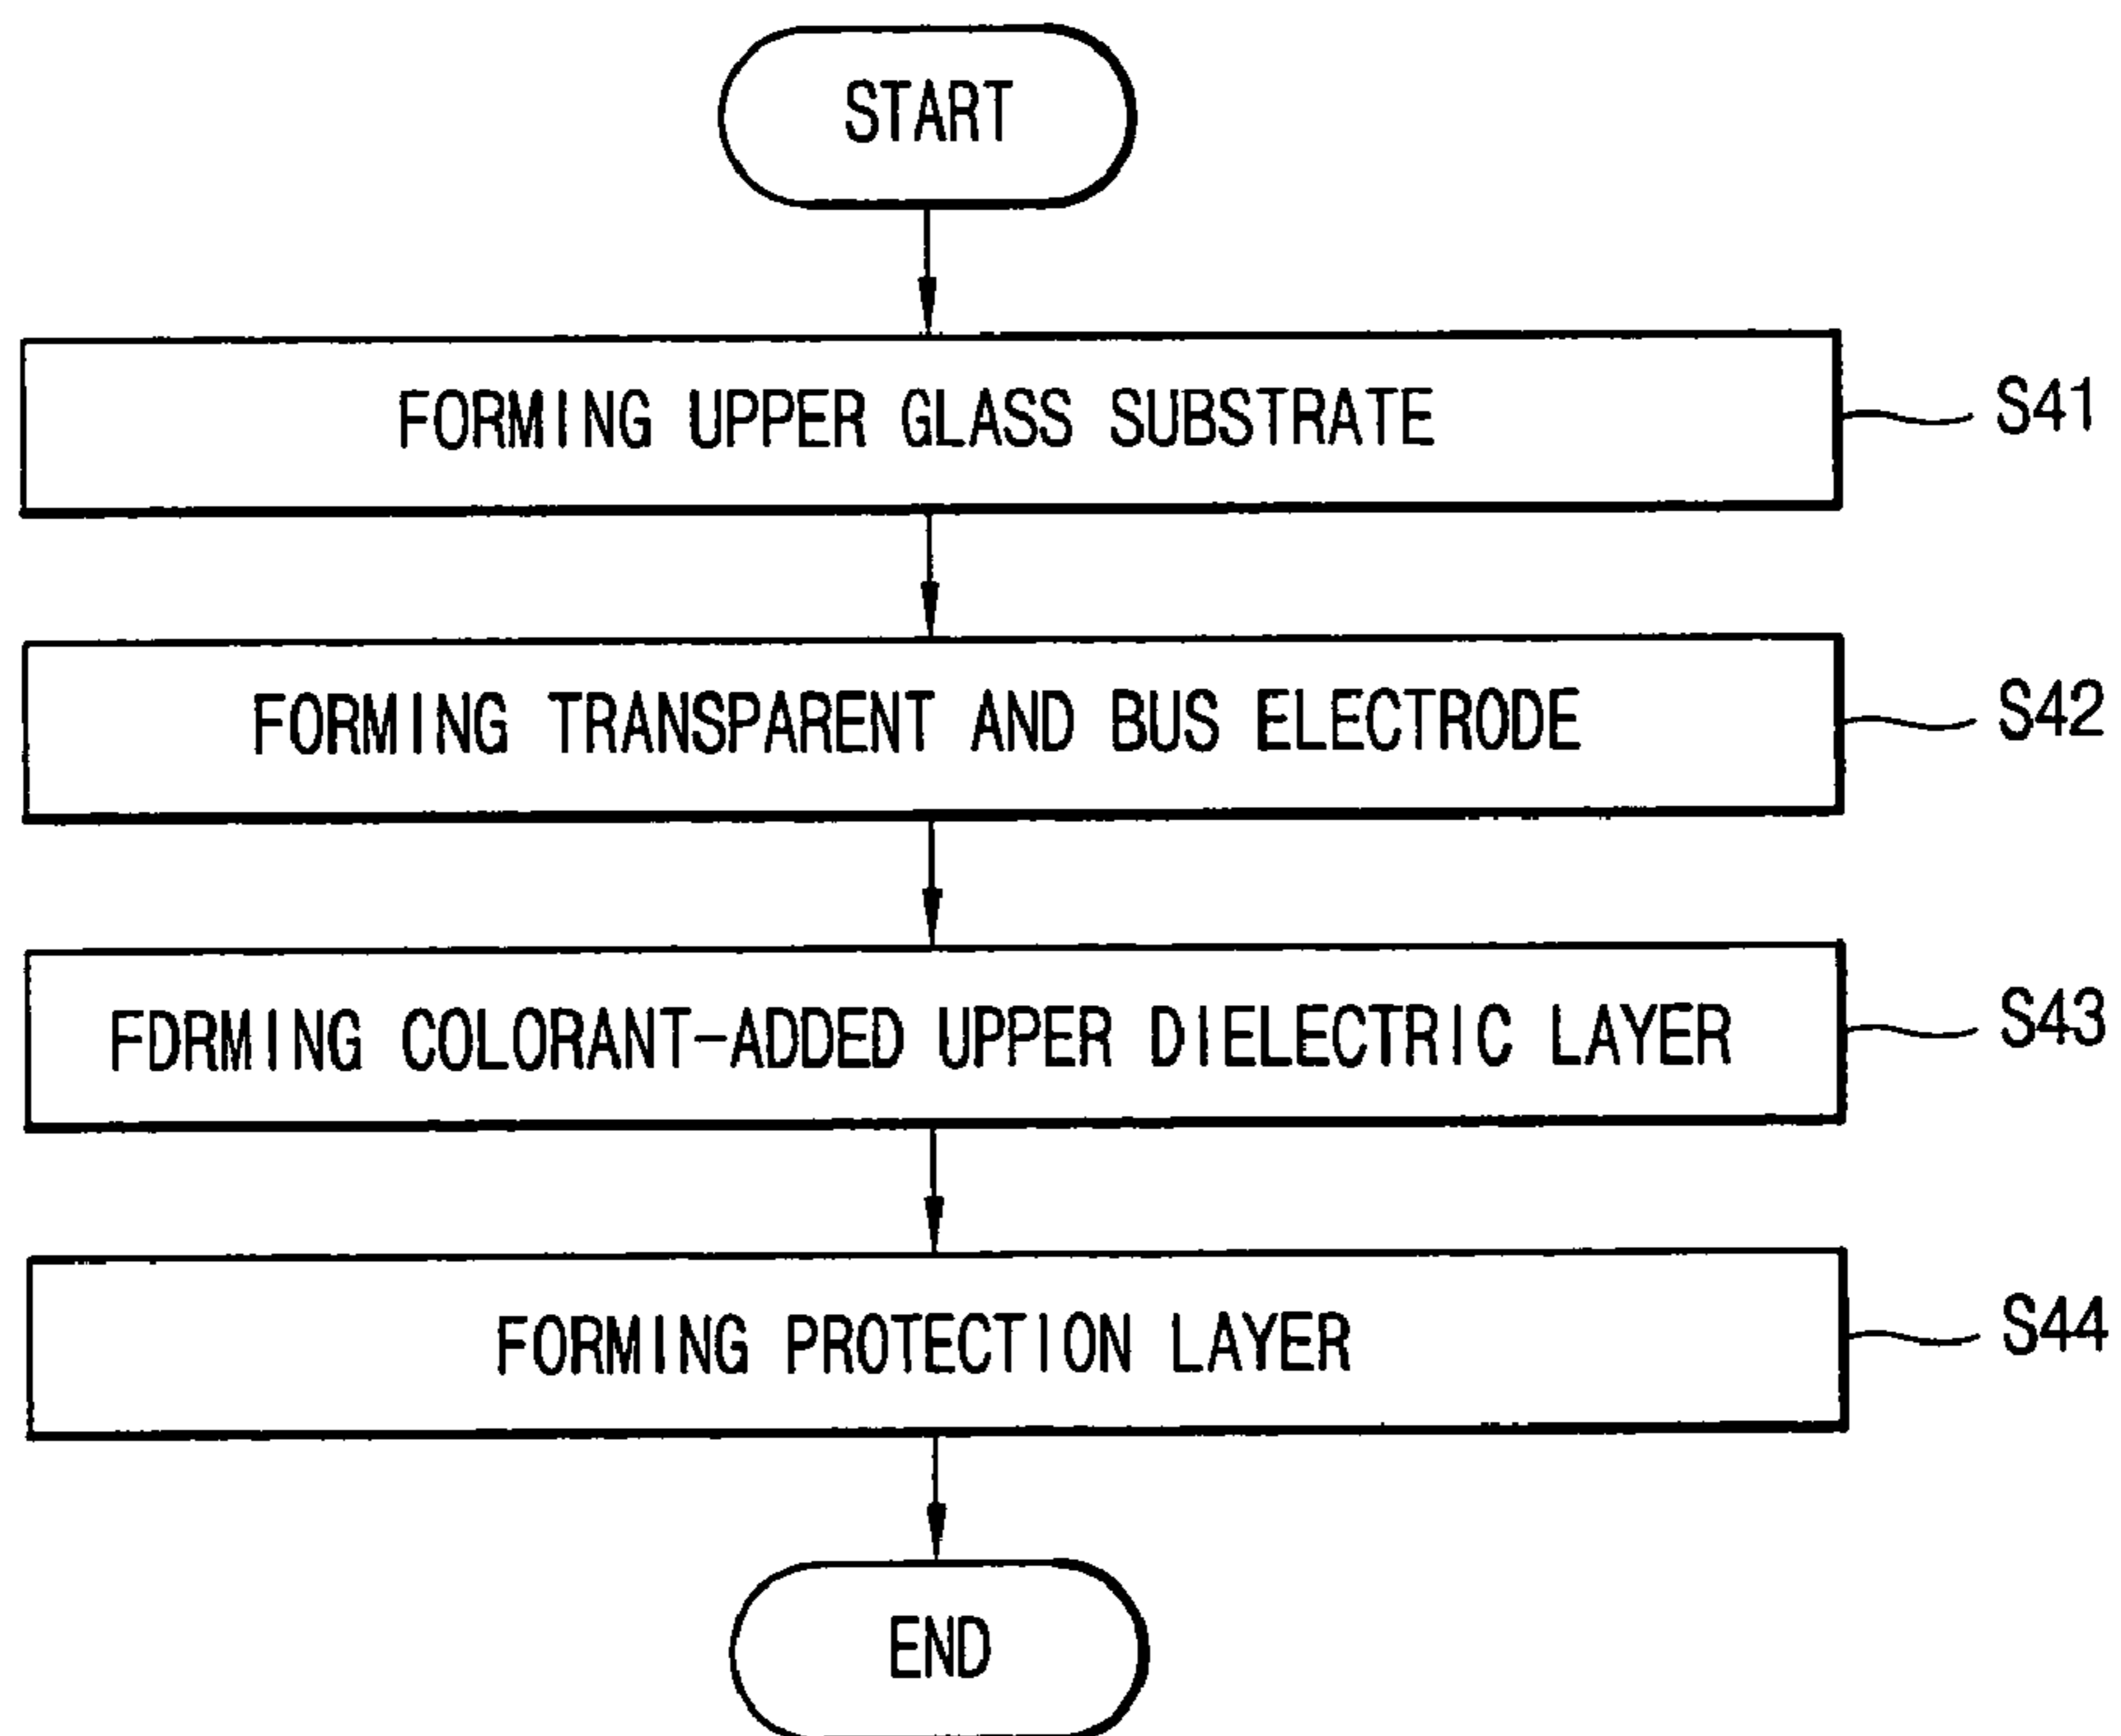 START
FORMING UPPER GLASS SUBSTRATE
S41
FORMING TRANSPARENT AND BUS ELECTRODE
S42
FDRMING COLORANT-ADDED UPPER DIELECTRIC LAYER
S43
FORMING PROTECTION LAYER
S44
END